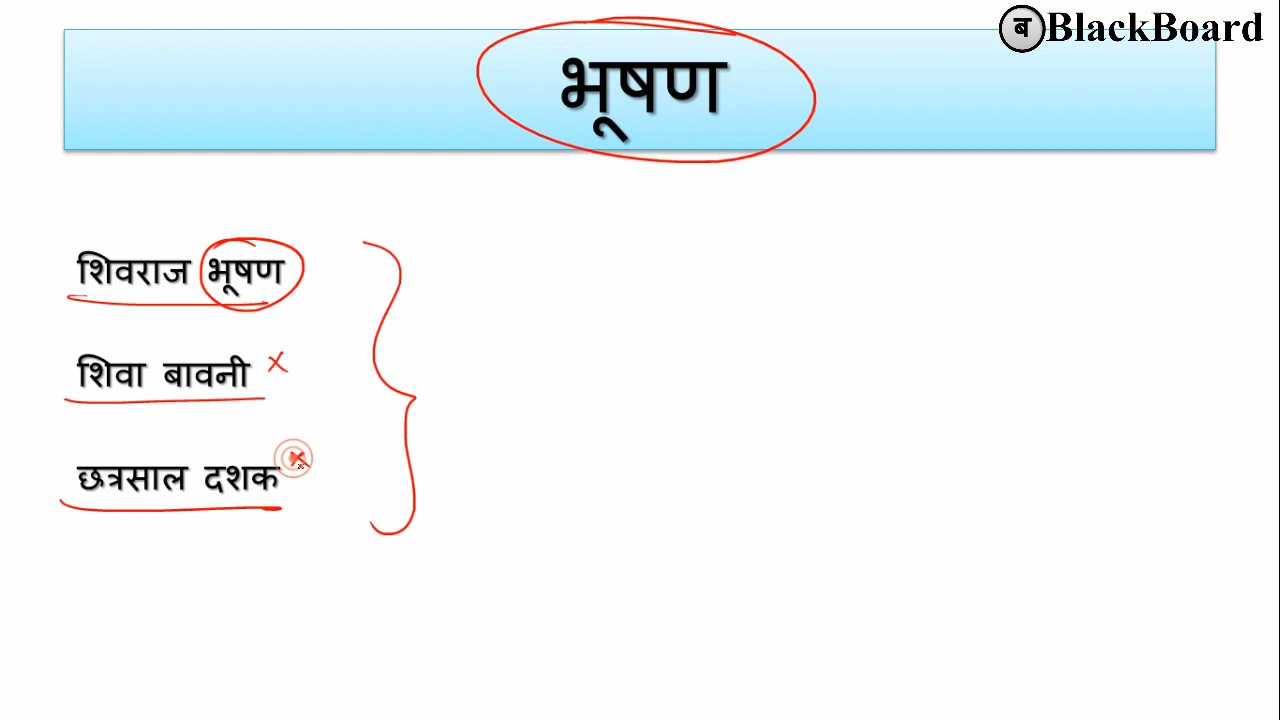 ब BlackBoard
भूषण
शिवराज भूषण
शिवा बावनी
छत्रसाल दशक